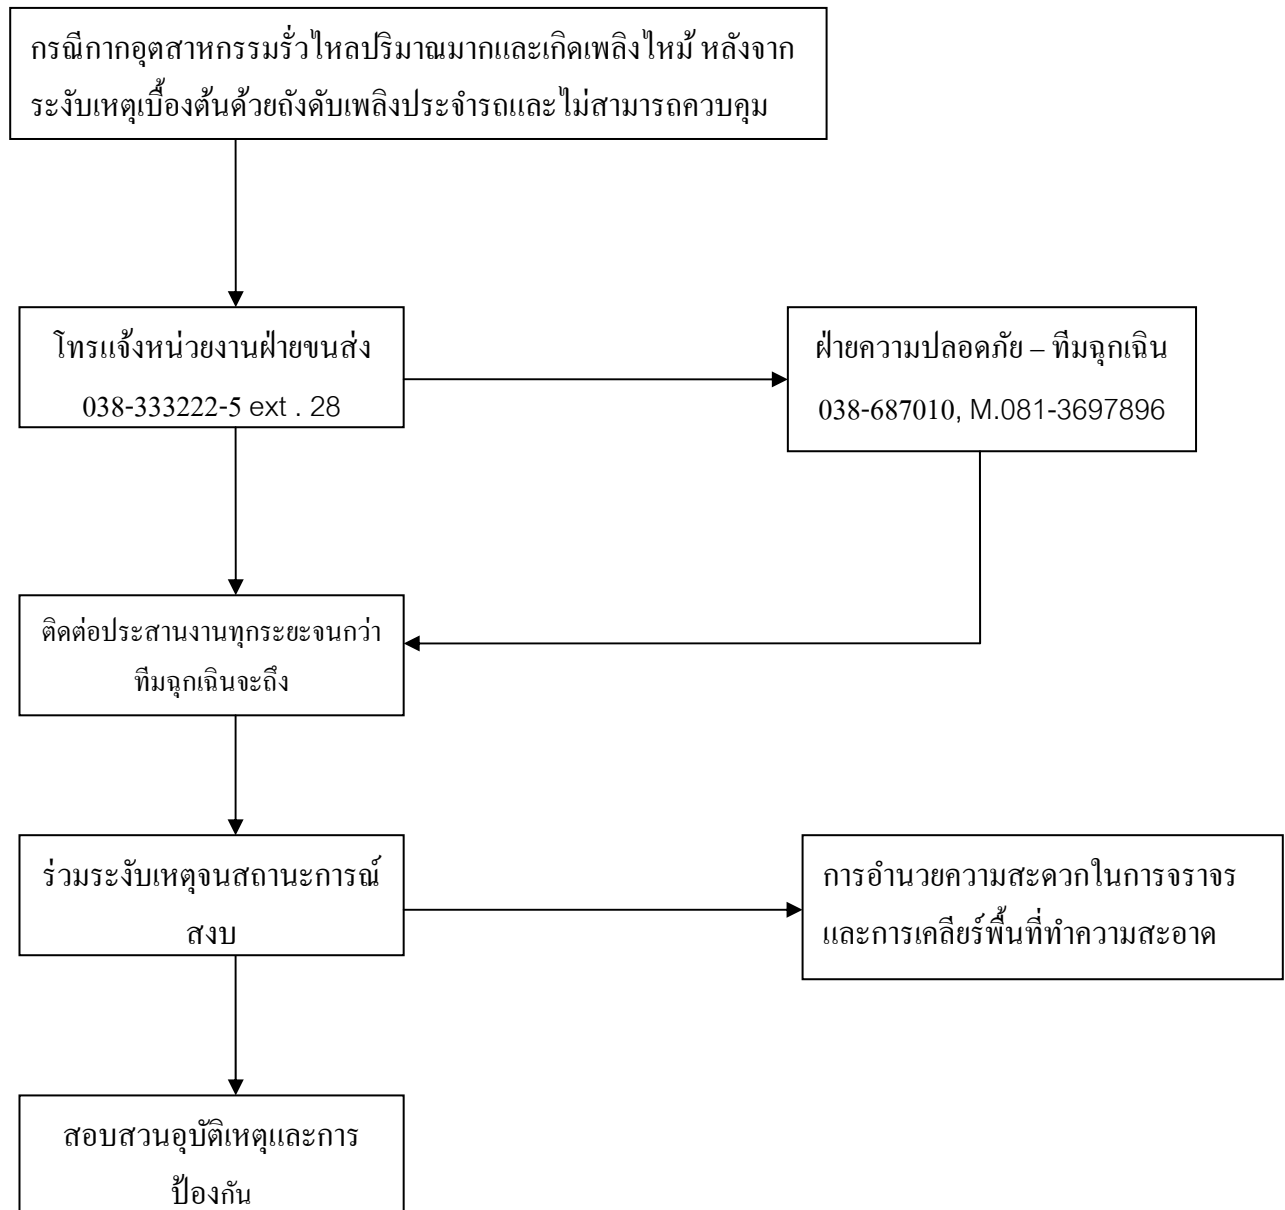 กรณีกากอุตสาหกรรมรั่วไหลปริมาณมากและเกิดเพลิงไหม้ หลังจาก
ระงับเหตุเบื้องต้นด้วยถังดับเพลิงประจำรถและไม่สามารถควบคุม
โทรแจ้งหน่วยงานฝ่ายขนส่ง
038-333222-5 ext . 28
ฝ่ายความปลอดภัย – ทีมฉุกเฉิน
038-687010, M.081-3697896
ติดต่อประสานงานทุกระยะจนกว่า
ทีมฉุกเฉินจะถึง
ร่วมระงับเหตุจนสถานะการณ์
สงบ
การอำนวยความสะดวกในการจราจร
และการเคลียร์พื้นที่ทำความสะอาด
สอบสวนอุบัติเหตุและการ
ป้องกัน